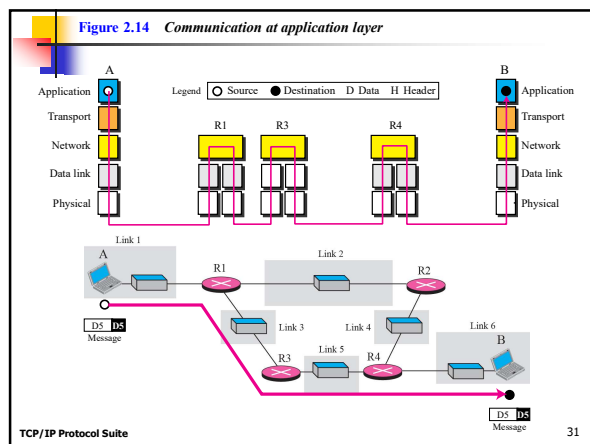 Figure 2.14 Communication at application layer
A
B
Legend Source Destination D Data H Header
Application
Application
Transport
Transport
R1 R3 R4
Network
Network
Data link
Data link
Physical
Physical
Link 1
A
R1
Link 2
R2
D5 D5
Message
Link 3
Link 4
Link 6
B
R3
Link 5
R4
D5 D5
Message
TCP/IP Protocol Suite
31